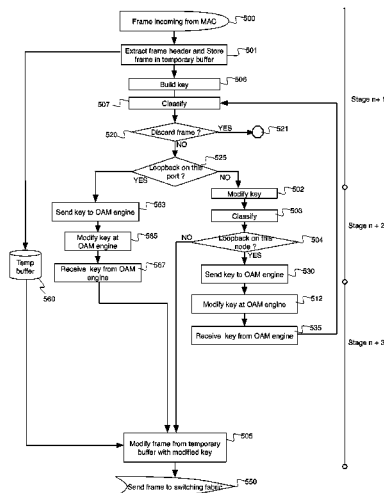 Frame incoming from MAC
500
Extract frame header and Store
frame in temporary buffer
501
Build key
506
507
Classify
Stage n+ 1
520
Discard frame ?
YES
521
NO
525
Loopback on this
port ?
YES
NO
Modify key
502
563
Send key to OAM engine
Classify
503
Modify key at
OAM engine
565
NO
Loopback on this
node ?
504
Stage n + 2
YES
Temp
buffer
560
Receive key from OAM
engine
567
Send key to OAM engine
530
Modify key at OAM engine
512
Receive key from OAM engine
535
Stage n + 3
Modify frame from temporary
buffer with modified key
505
Send frame to switching fabric
550